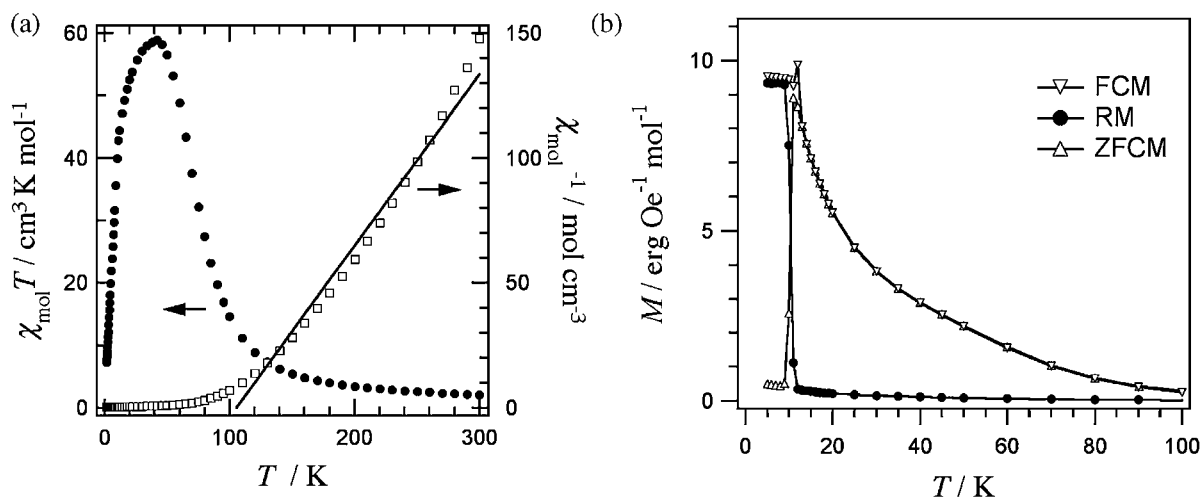 (a)
60
40
20
0
χmolT / cm³ K mol⁻¹
0
100
200
300
T / K
150
100
50
0
χmol⁻¹ / mol cm⁻³
(b)
10
5
0
M / erg Oe⁻¹ mol⁻¹
FCM
RM
ZFCM
0
20
40
60
80
100
T / K